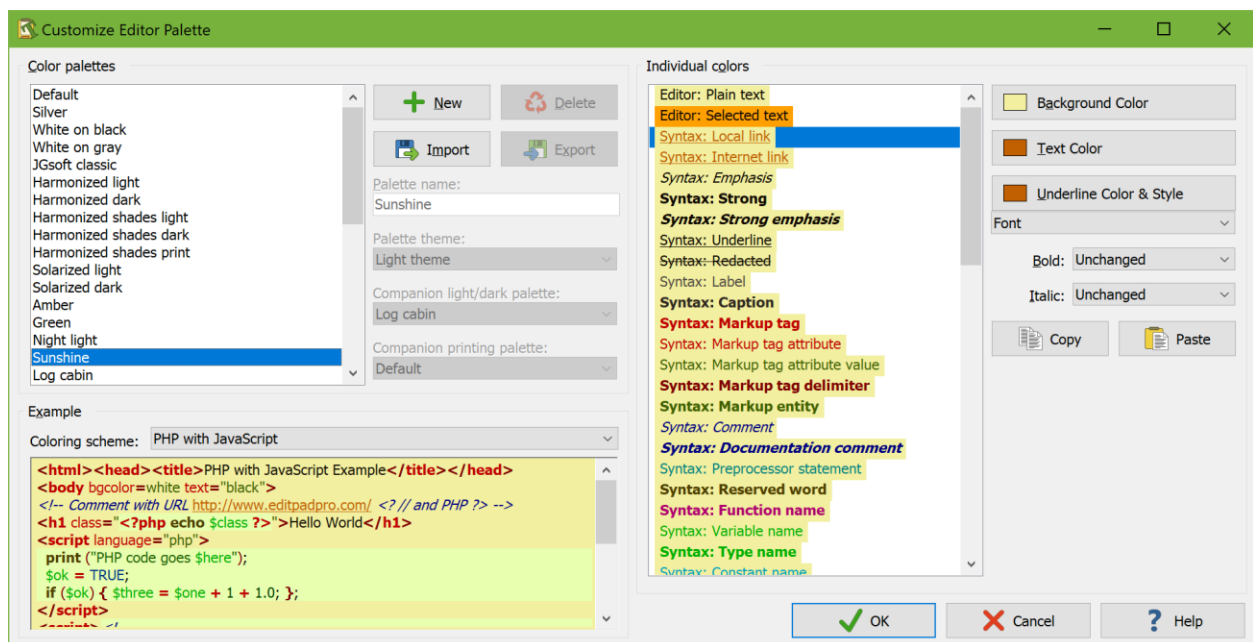 Customize Editor Palette
Color palettes
Default
Silver
White on black
White on gray
JGsoft classic
Harmonized light
Harmonized dark
Harmonized shades light
Harmonized shades dark
Harmonized shades print
Solarized light
Solarized dark
Amber
Green
Night light
Sunshine
Log cabin
New
Delete
Import
Export
Palette name:
Sunshine
Palette theme:
Light theme
Companion light/dark palette:
Log cabin
Companion printing palette:
Default
Example
Coloring scheme: PHP with JavaScript
<html><head><title>PHP with JavaScript Example</title></head>
<body bgcolor=white text="black">
<!-- Comment with URL http://www.editpadpro.com/ <? // and PHP ?> -->
<h1 class="<?php echo $class ?>">Hello World</h1>
<script language="php">
print ("PHP code goes $here");
$ok = TRUE;
if ($ok) { $three = $one + 1 + 1.0; };
</script>
<script> <!
Individual colors
Editor: Plain text
Editor: Selected text
Syntax: Local link
Syntax: Internet link
Syntax: Emphasis
Syntax: Strong
Syntax: Strong emphasis
Syntax: Underline
Syntax: Redacted
Syntax: Label
Syntax: Caption
Syntax: Markup tag
Syntax: Markup tag attribute
Syntax: Markup tag attribute value
Syntax: Markup tag delimiter
Syntax: Markup entity
Syntax: Comment
Syntax: Documentation comment
Syntax: Preprocessor statement
Syntax: Reserved word
Syntax: Function name
Syntax: Variable name
Syntax: Type name
Syntax: Constant name
Background Color
Text Color
Underline Color & Style
Font
Bold: Unchanged
Italic: Unchanged
Copy
Paste
OK
Cancel
Help